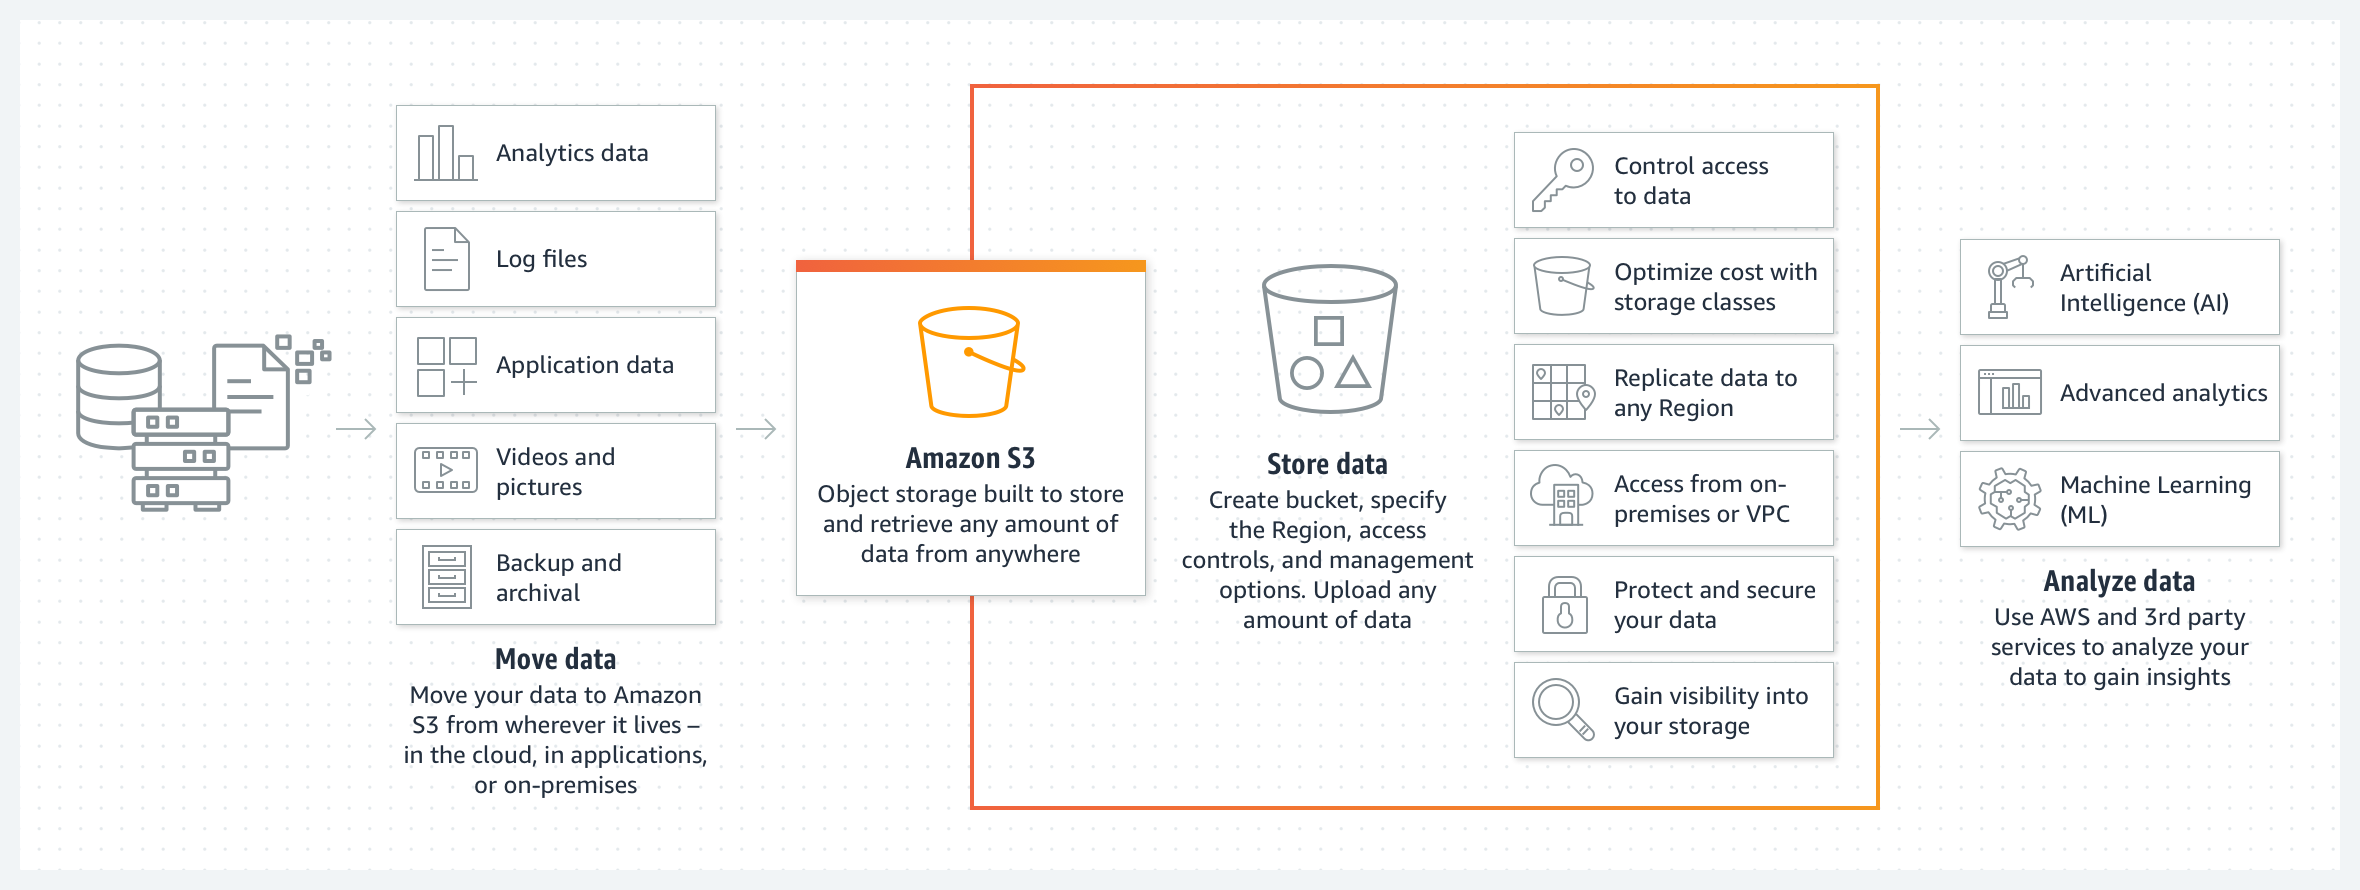 Analytics data
Log files
Application data
Videos and
pictures
Backup and
archival
Move data
Move your data to Amazon
S3 from wherever it lives –
in the cloud, in applications,
or on-premises
Amazon S3
Object storage built to store
and retrieve any amount of
data from anywhere
Store data
Create bucket, specify
the Region, access
controls, and management
options. Upload any
amount of data
Control access
to data
Optimize cost with
storage classes
Replicate data to
any Region
Access from on-
premises or VPC
Protect and secure
your data
Gain visibility into
your storage
Artificial
Intelligence (AI)
Advanced analytics
Machine Learning
(ML)
Analyze data
Use AWS and 3rd party
services to analyze your
data to gain insights